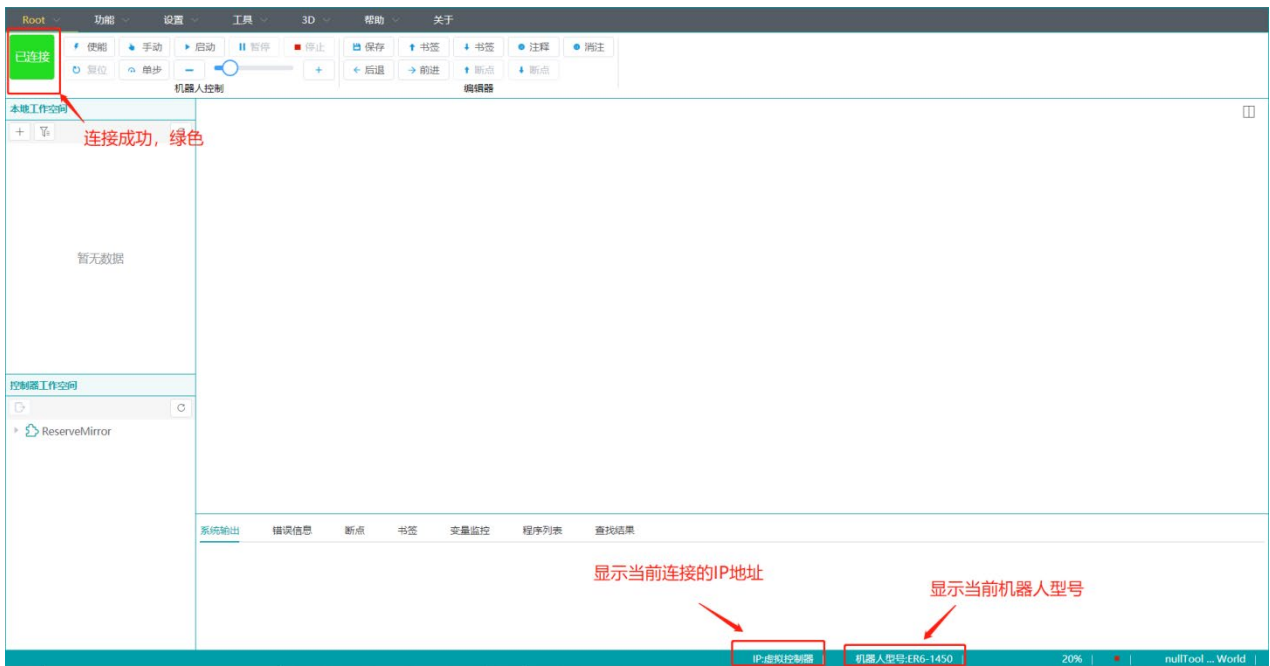 Root 功能 设置 工具 3D 帮助 关于
已连接 使能 手动 启动 暂停 停止 保存 书签 书签 注释 消注
复位 单步 后退 前进 断点 断点
机器人控制 编辑器
本地工作空间
连接成功，绿色
暂无数据
控制器工作空间
ReserveMirror
系统输出 错误信息 断点 书签 变量监控 程序列表 查找结果
显示当前连接的IP地址
显示当前机器人型号
IP:虚拟控制器 | 机器人型号:ER6-1450 | 20% | | nullTool ... World |